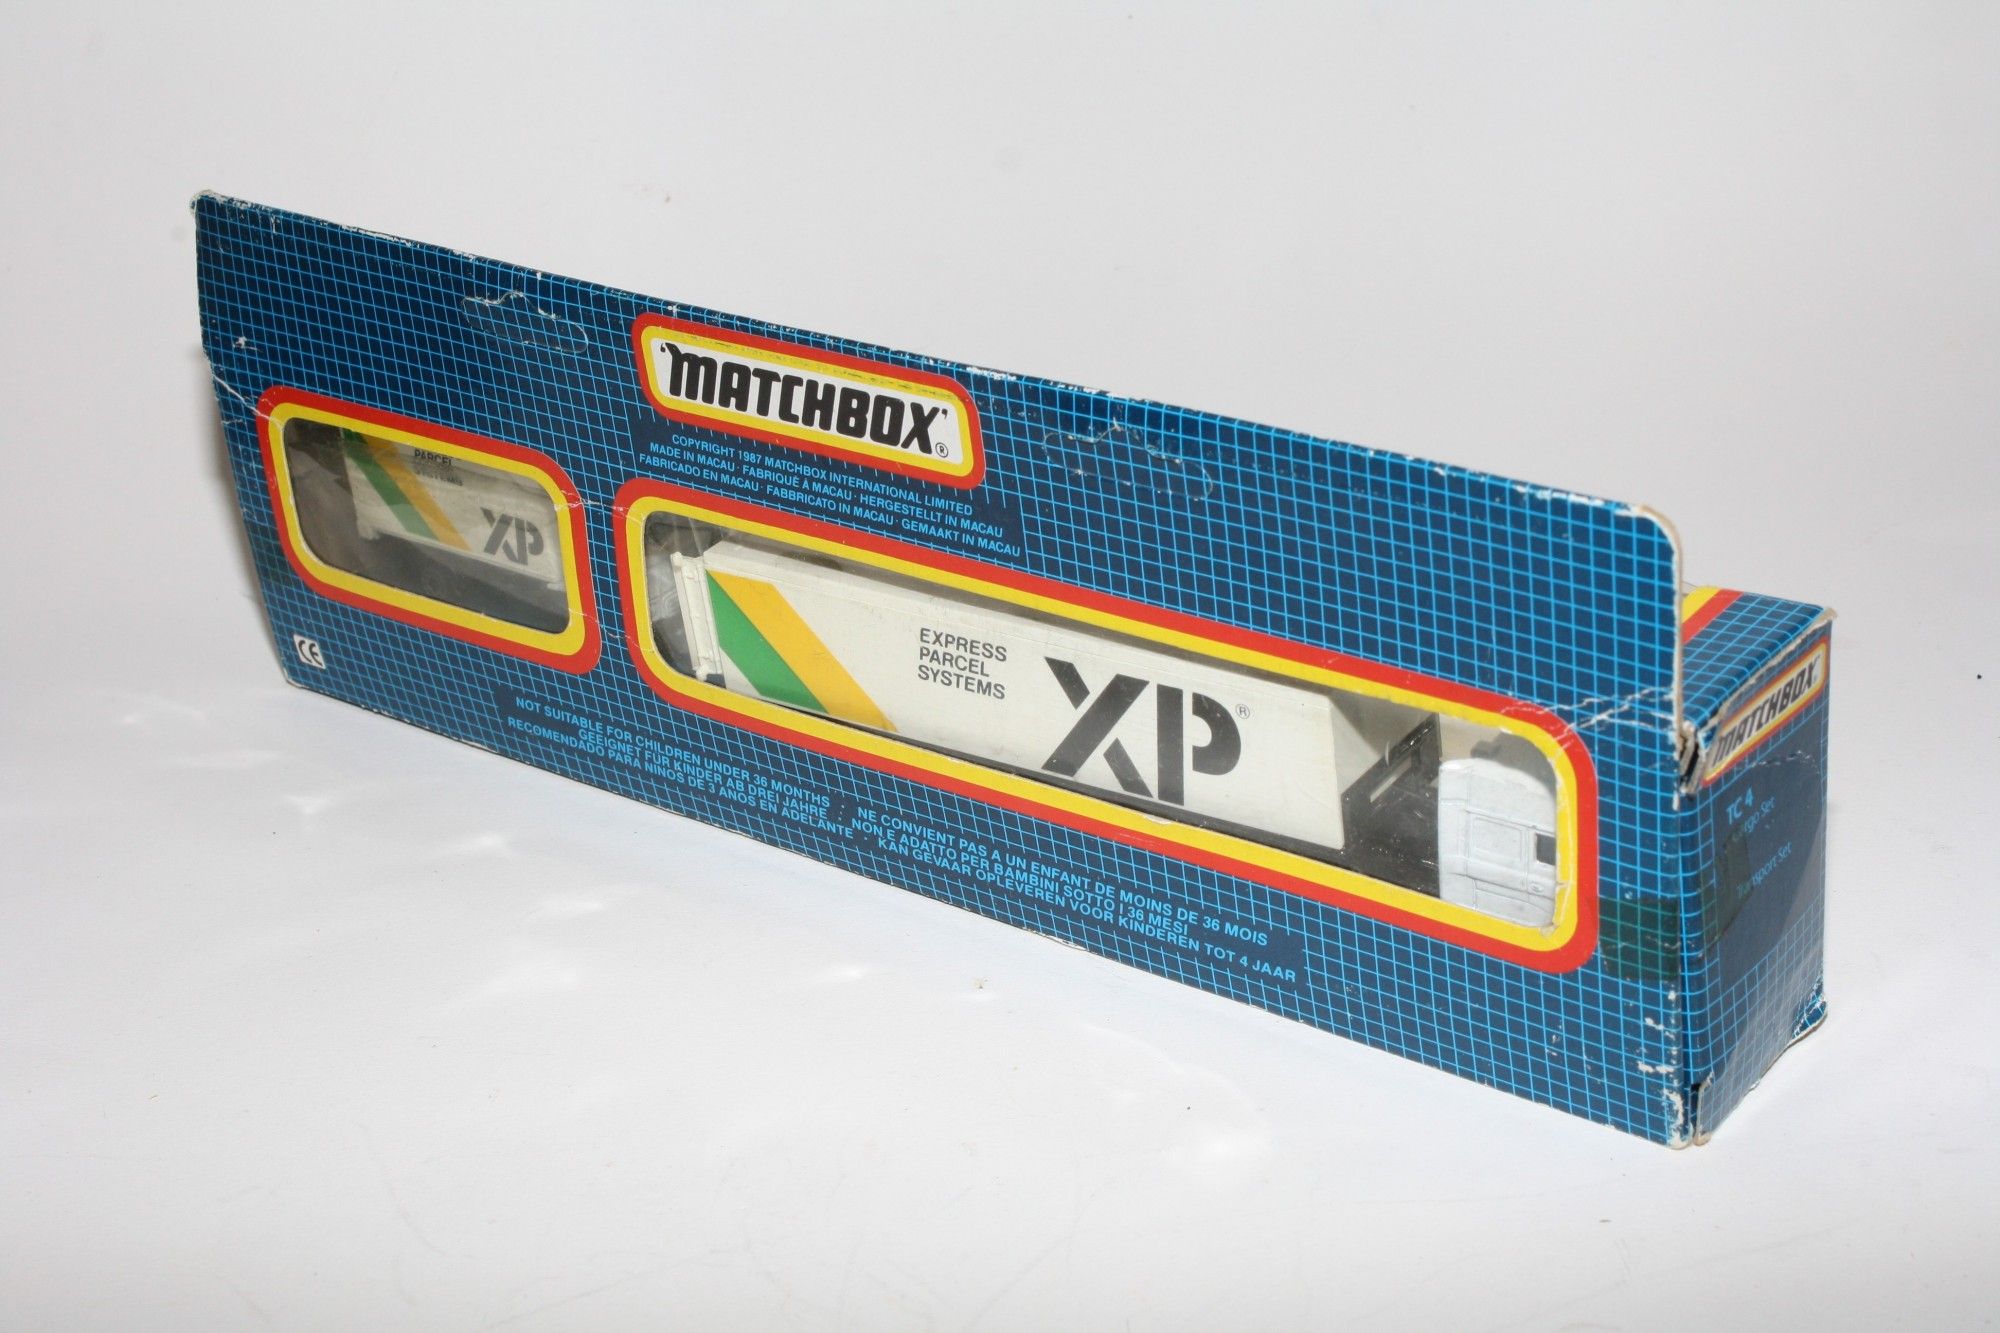 'MATCHBOX'®
COPYRIGHT 1987 MATCHBOX INTERNATIONAL LIMITED
MADE IN MACAU · FABRIQUÉ À MACAU · HERGESTELLT IN MACAU
FABRICADO EN MACAU · FABBRICATO IN MACAU · GEMAAKT IN MACAU
PARCEL
XP
EXPRESS
PARCEL
SYSTEMS
XP®
CE
NOT SUITABLE FOR CHILDREN UNDER 36 MONTHS · NE CONVIENT PAS A UN ENFANT DE MOINS DE 36 MOIS
GEEIGNET FÜR KINDER AB DREI JAHRE · NON E ADATTO PER BAMBINI SOTTO I 36 MESI
RECOMENDADO PARA NIÑOS DE 3 ANOS EN ADELANTE · KAN GEVAAR OPLEVEREN VOOR KINDEREN TOT 4 JAAR
MATCHBOX
TC 4
Set
Transport Set